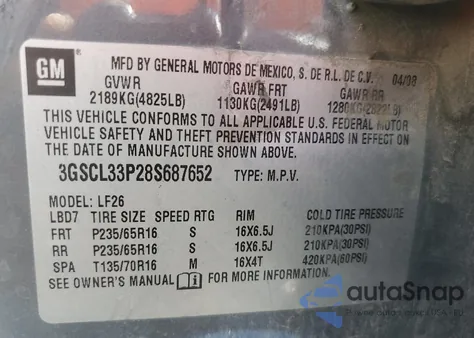 GM
MFD BY GENERAL MOTORS DE MEXICO, S. DE R.L. DE C.V. 04/08
GVWR GAWR FRT GAWR RR
2189KG(4825LB) 1130KG(2491LB) 1280KG(2822LB)
THIS VEHICLE CONFORMS TO ALL APPLICABLE U.S. FEDERAL MOTOR
VEHICLE SAFETY AND THEFT PREVENTION STANDARDS IN EFFECT ON
THE DATE OF MANUFACTURE SHOWN ABOVE.
3GSCL33P28S687652 TYPE: M.P.V.
MODEL: LF26
LBD7 TIRE SIZE SPEED RTG RIM COLD TIRE PRESSURE
FRT P235/65R16 S 16X6.5J 210KPA(30PSI)
RR P235/65R16 S 16X6.5J 210KPA(30PSI)
SPA T135/70R16 M 16X4T 420KPA(60PSI)
SEE OWNER'S MANUAL FOR MORE INFORMATION.
autoSnap